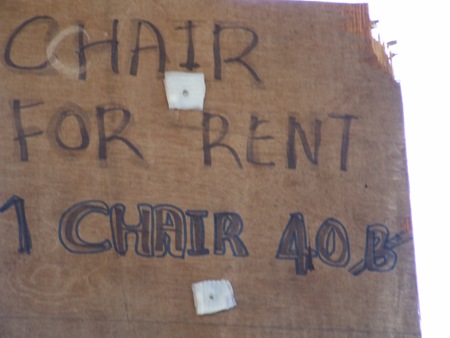 CHAIR
FOR RENT
1 CHAIR 40 ฿